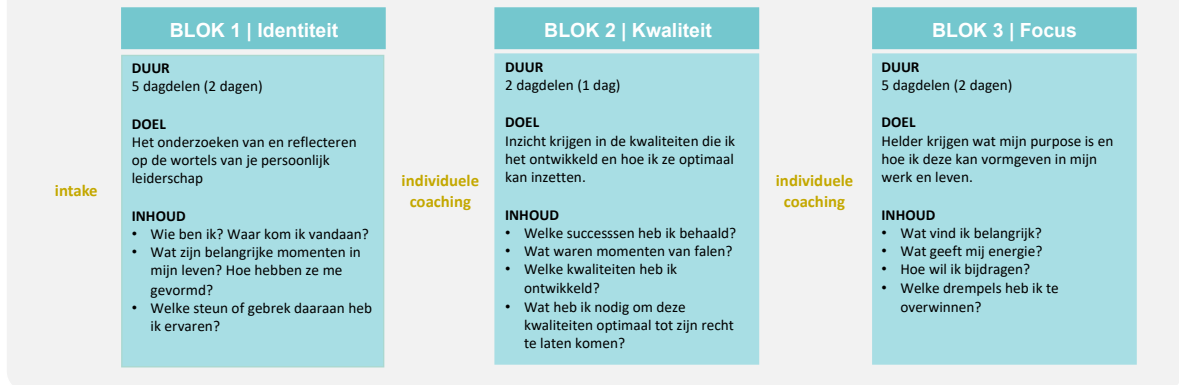 intake
BLOK 1 | Identiteit
DUUR
5 dagdelen (2 dagen)
DOEL
Het onderzoeken van en reflecteren
op de wortels van je persoonlijk
leiderschap
INHOUD
• Wie ben ik? Waar kom ik vandaan?
• Wat zijn belangrijke momenten in
mijn leven? Hoe hebben ze me
gevormd?
• Welke steun of gebrek daaraan heb
ik ervaren?
individuele
coaching
BLOK 2 | Kwaliteit
DUUR
2 dagdelen (1 dag)
DOEL
Inzicht krijgen in de kwaliteiten die ik
het ontwikkeld en hoe ik ze optimaal
kan inzetten.
INHOUD
• Welke successsen heb ik behaald?
• Wat waren momenten van falen?
• Welke kwaliteiten heb ik
ontwikkeld?
• Wat heb ik nodig om deze
kwaliteiten optimaal tot zijn recht
te laten komen?
individuele
coaching
BLOK 3 | Focus
DUUR
5 dagdelen (2 dagen)
DOEL
Helder krijgen wat mijn purpose is en
hoe ik deze kan vormgeven in mijn
werk en leven.
INHOUD
• Wat vind ik belangrijk?
• Wat geeft mij energie?
• Hoe wil ik bijdragen?
• Welke drempels heb ik te
overwinnen?